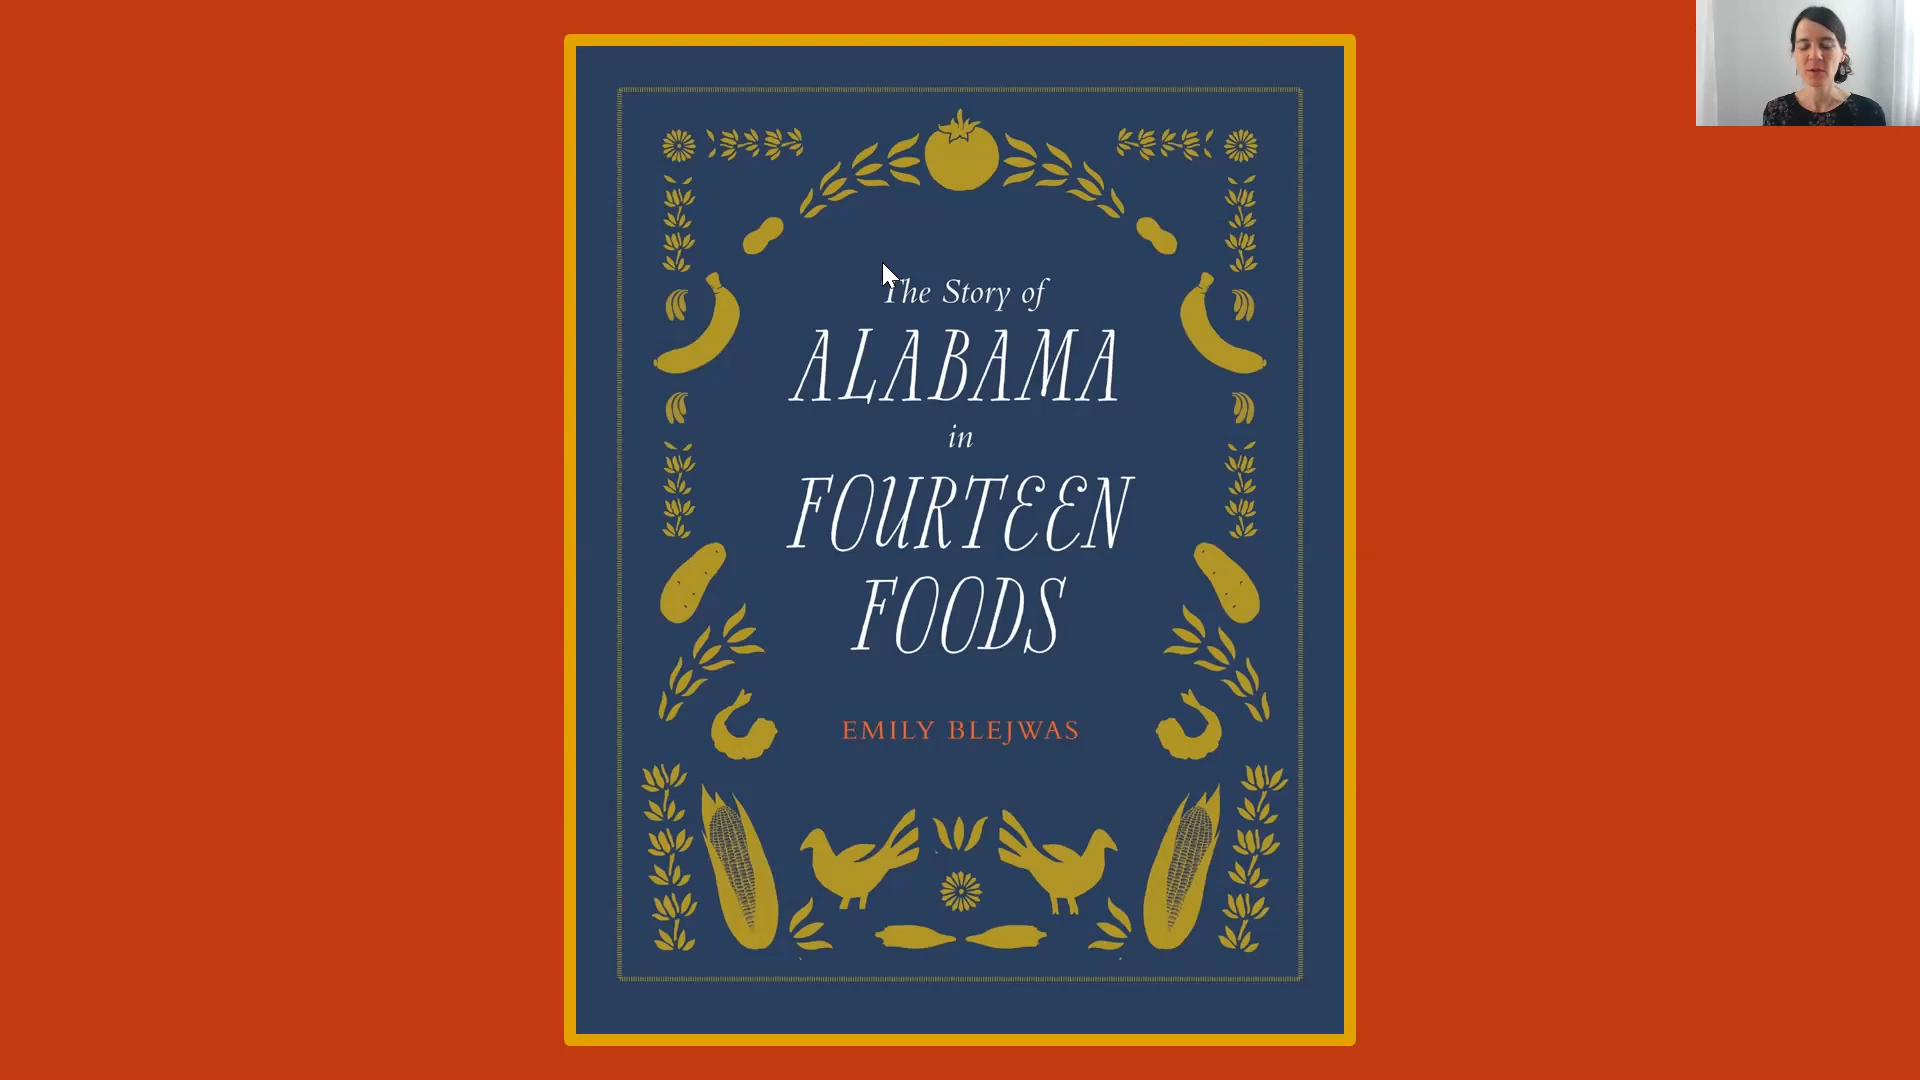 The Story of
ALABAMA
in
FOURTEEN
FOODS
EMILY BLEJWAS